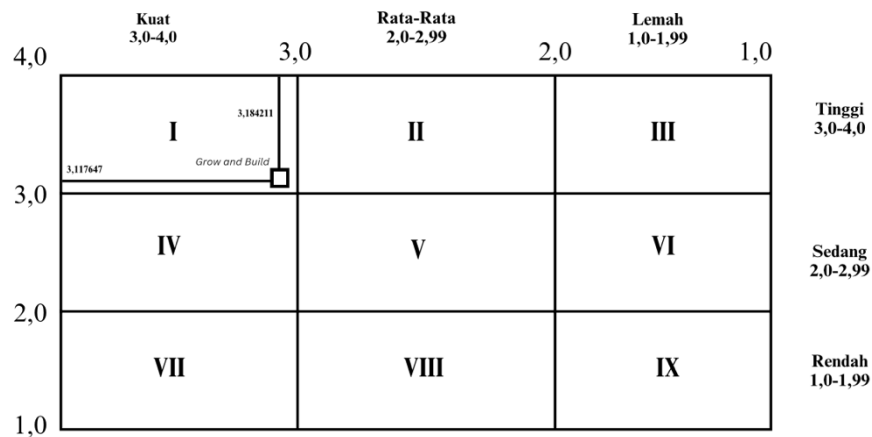 Kuat
3,0-4,0
Rata-Rata
2,0-2,99
Lemah
1,0-1,99
4,0
3,0
2,0
1,0
3,184211
I
II
III
Tinggi
3,0-4,0
Grow and Build
3,117647
3,0
IV
V
VI
Sedang
2,0-2,99
2,0
VII
VIII
IX
Rendah
1,0-1,99
1,0